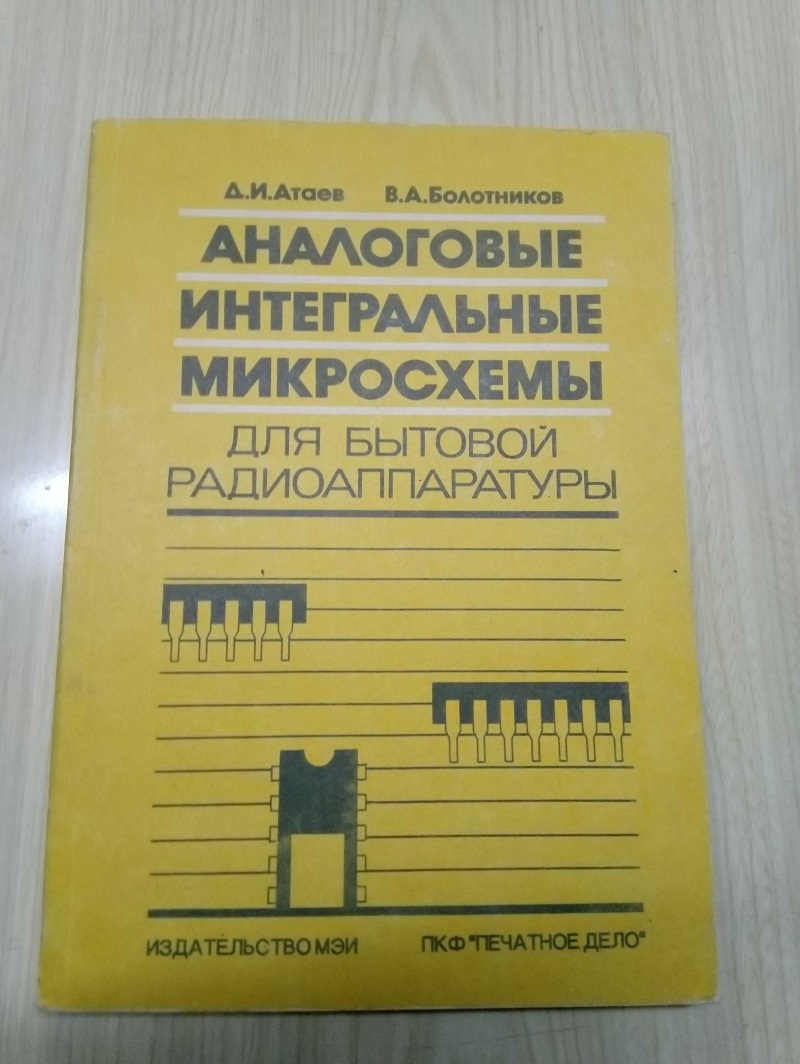 Д.И.Атаев В.А.Болотников
АНАЛОГОВЫЕ
ИНТЕГРАЛЬНЫЕ
МИКРОСХЕМЫ
ДЛЯ БЫТОВОЙ
РАДИОАППАРАТУРЫ
ИЗДАТЕЛЬСТВО МЭИ ПКФ "ПЕЧАТНОЕ ДЕЛО"